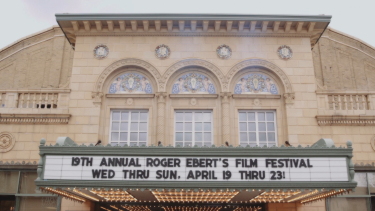 19TH ANNUAL ROGER EBERT'S FILM FESTIVAL
WED THRU SUN. APRIL 19 THRU 23!